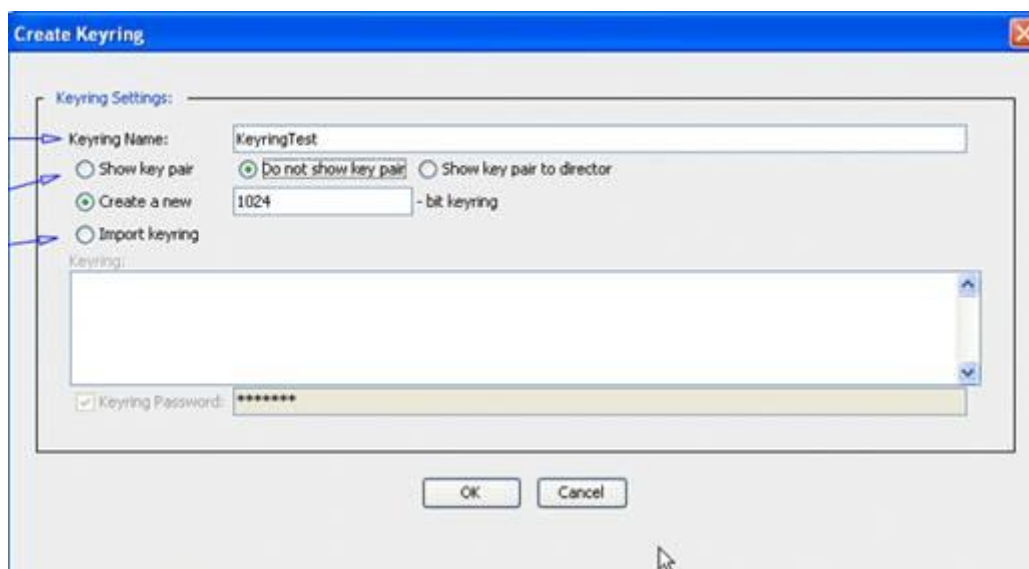 Create Keyring
Keyring Settings:
Keyring Name: KeyringTest
Show key pair Do not show key pair Show key pair to director
Create a new 1024 - bit keyring
Import keyring
Keyring:
Keyring Password: *******
OK Cancel